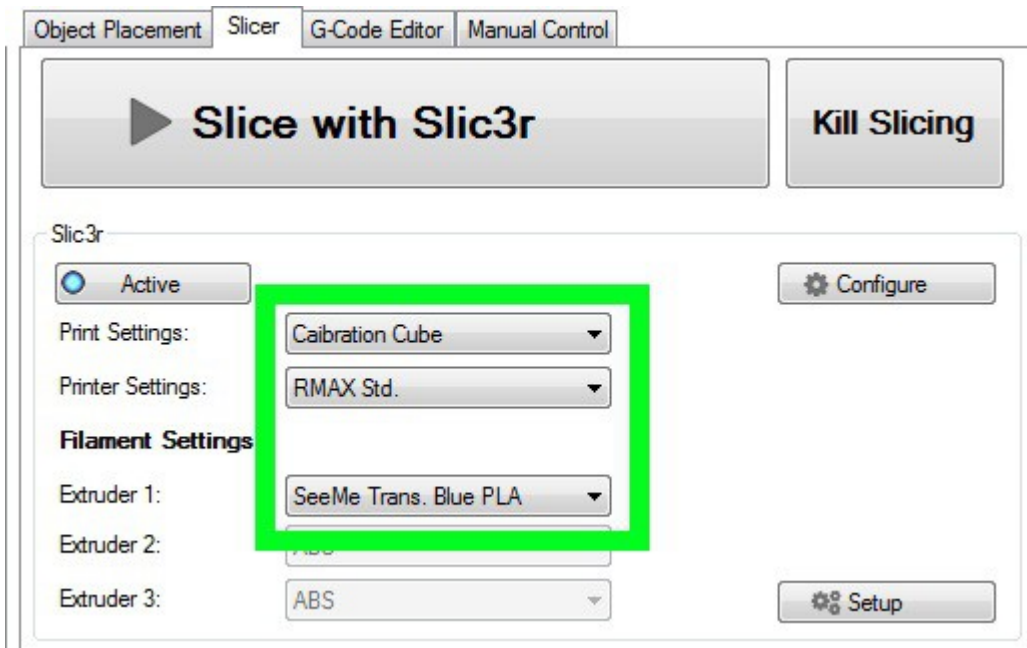 Object Placement Slicer G-Code Editor Manual Control
Slice with Slic3r Kill Slicing
Slic3r
Active Configure
Print Settings: Caibration Cube
Printer Settings: RMAX Std.
Filament Settings
Extruder 1: SeeMe Trans. Blue PLA
Extruder 2:
Extruder 3: ABS Setup